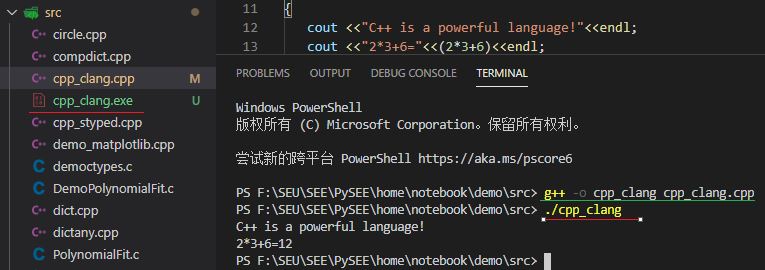 src
circle.cpp
compdict.cpp
cpp_clang.cpp M
cpp_clang.exe U
cpp_styped.cpp
demo_matplotlib.cpp
democtypes.c
DemoPolynomialFit.c
dict.cpp
dictany.cpp
PolynomialFit.c
11 {
12 cout <<"C++ is a powerful language!"<<endl;
13 cout <<"2*3+6="<<(2*3+6)<<endl;
PROBLEMS OUTPUT DEBUG CONSOLE TERMINAL
Windows PowerShell
版权所有 (C) Microsoft Corporation。保留所有权利。
尝试新的跨平台 PowerShell https://aka.ms/pscore6
PS F:\SEU\SEE\PySEE\home\notebook\demo\src> g++ -o cpp_clang cpp_clang.cpp
PS F:\SEU\SEE\PySEE\home\notebook\demo\src> ./cpp_clang
C++ is a powerful language!
2*3+6=12
PS F:\SEU\SEE\PySEE\home\notebook\demo\src>